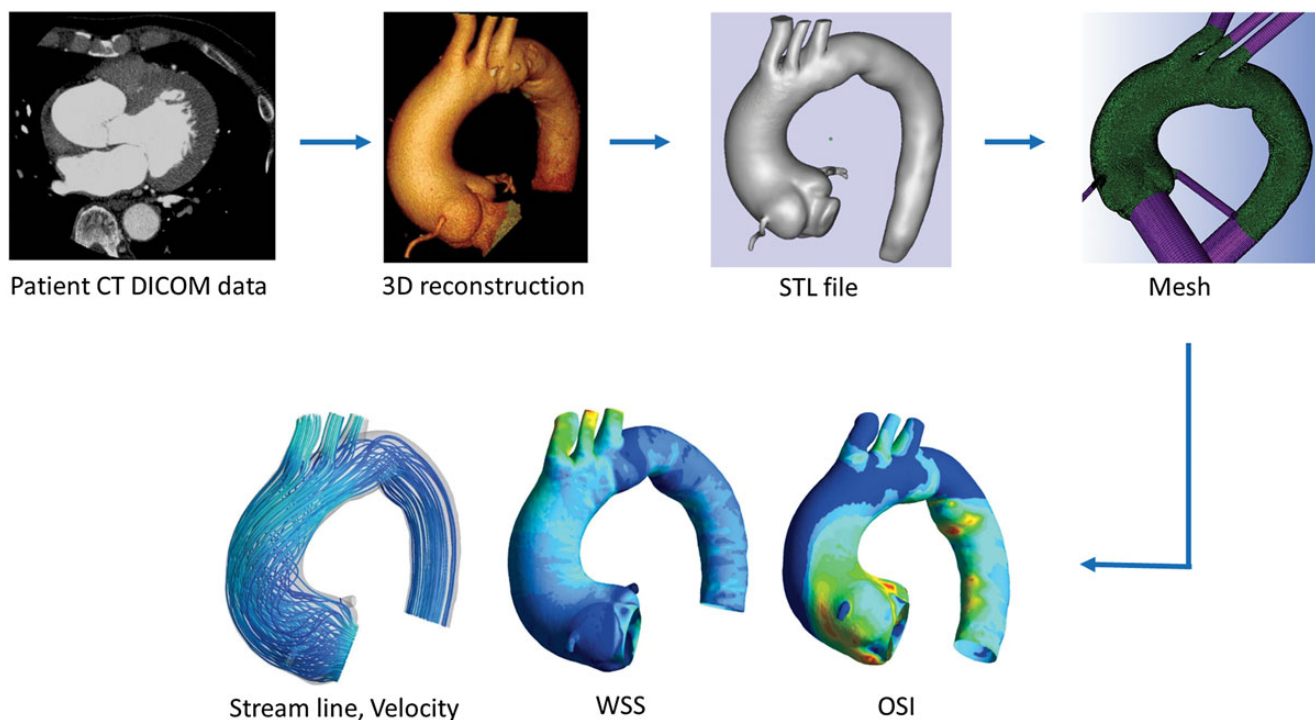 Patient CT DICOM data
3D reconstruction
STL file
Mesh
Stream line, Velocity
WSS
OSI